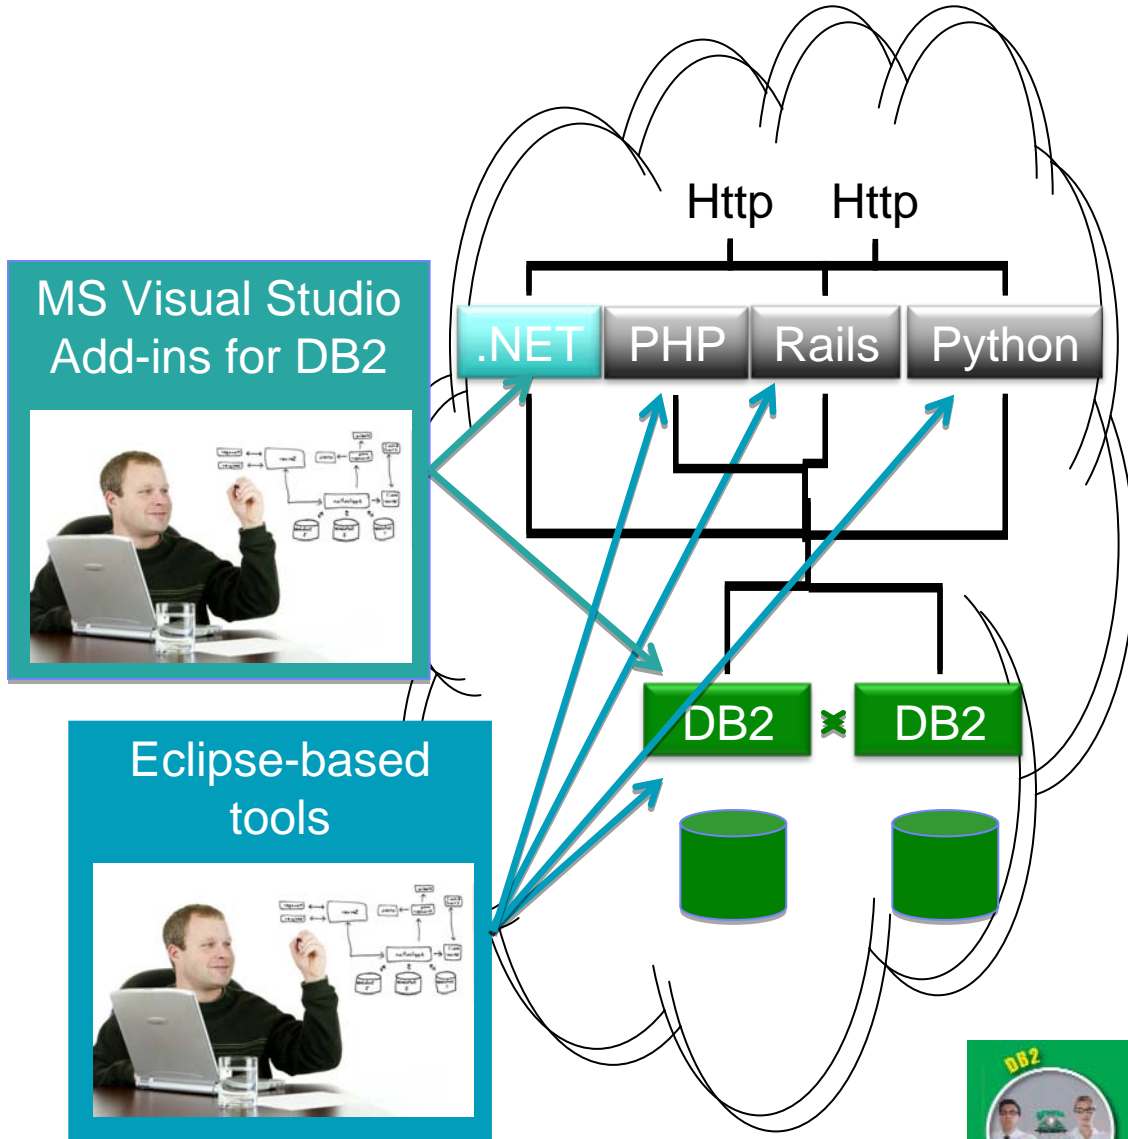 Http Http
MS Visual Studio
Add-ins for DB2
.NET PHP Rails Python
DB2 DB2
Eclipse-based
tools
DB2